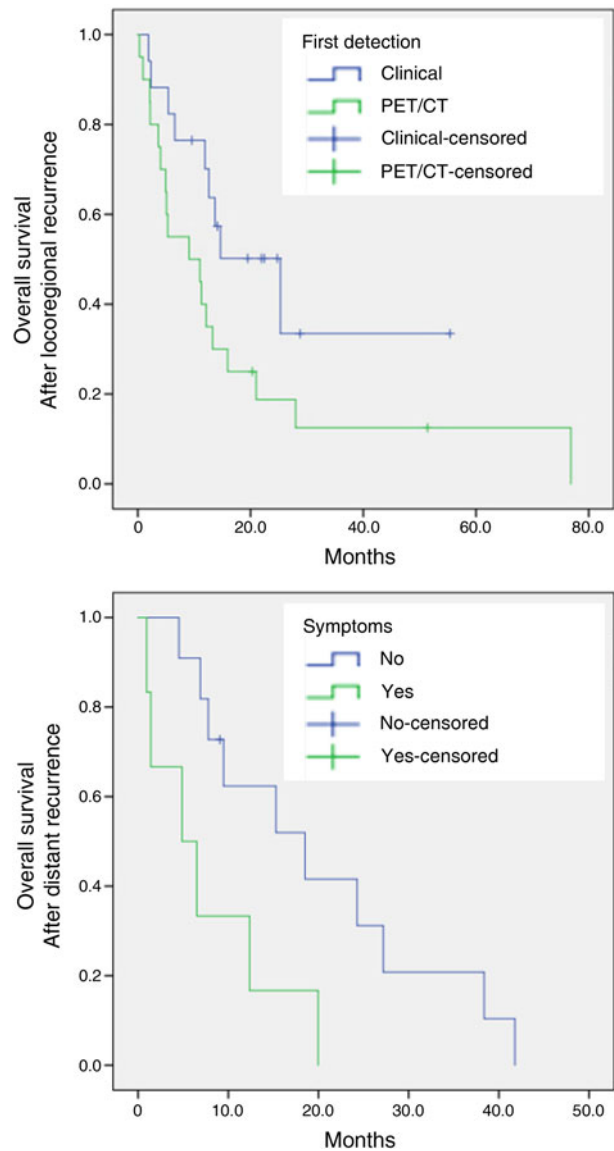 First detection
Clinical
PET/CT
Clinical-censored
PET/CT-censored
1.0
0.8
0.6
0.4
0.2
0.0
Overall survival
After locoregional recurrence
0
20.0
40.0
60.0
80.0
Months
Symptoms
No
Yes
No-censored
Yes-censored
1.0
0.8
0.6
0.4
0.2
0.0
Overall survival
After distant recurrence
0
10.0
20.0
30.0
40.0
50.0
Months